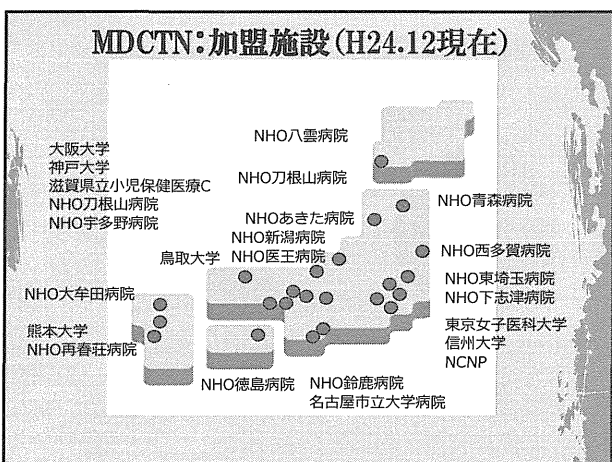 MDCTN:加盟施設(H24.12現在)
大阪大学
神戸大学
滋賀県立小児保健医療C
NHO刀根山病院
NHO宇多野病院
NHO八雲病院
NHO刀根山病院
NHO青森病院
NHOあきた病院
NHO新潟病院
NHO医王病院
鳥取大学
NHO西多賀病院
NHO東埼玉病院
NHO下志津病院
NHO大牟田病院
熊本大学
NHO再春荘病院
東京女子医科大学
信州大学
NCNP
NHO徳島病院
NHO鈴鹿病院
名古屋市立大学病院